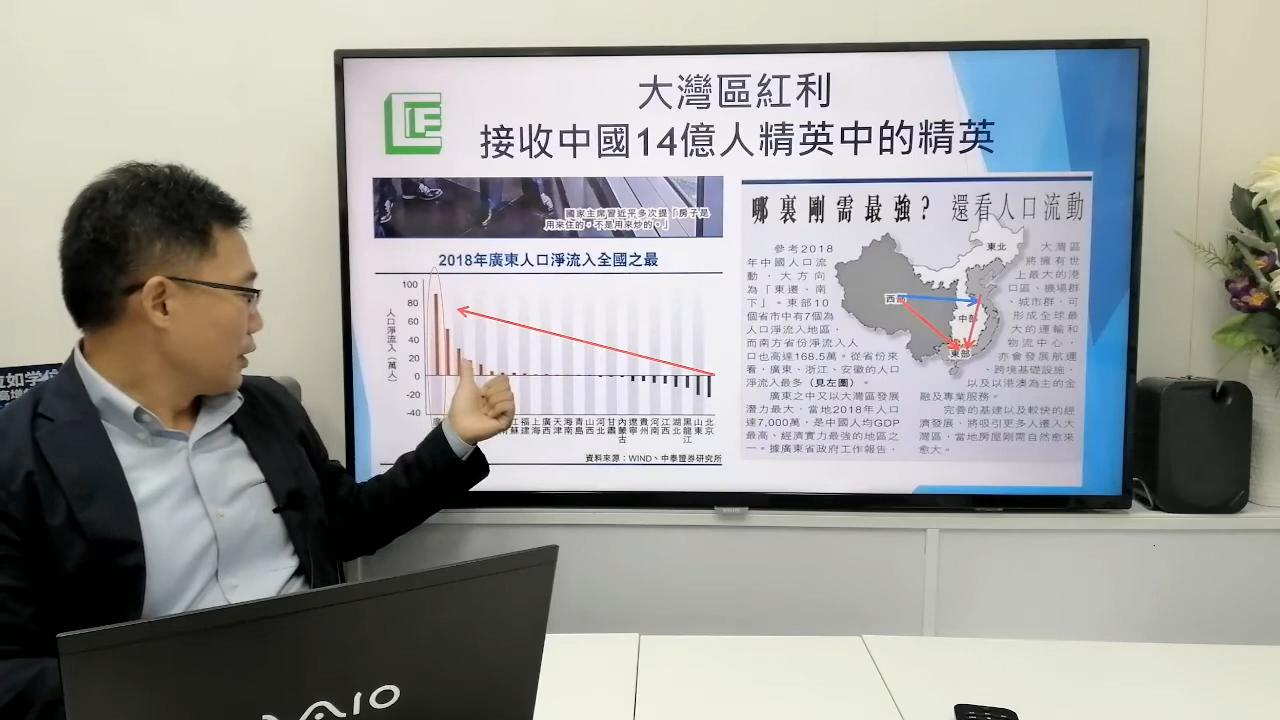 大灣區紅利
接收中國14億人精英中的精英
國家主席習近平多次提「房子是
用來住的，不是用來炒的。」
2018年廣東人口淨流入全國之最
人口淨流入（萬人）
100
80
60
40
20
0
-20
-40
江蘇
福建
上海
廣西
天津
海南
青島
山西
河北
甘肅
內蒙古
遼寧
貴州
河南
江西
湖北
黑龍江
山東
北京
資料來源：WIND、中泰證券研究所
哪裏剛需最強？ 還看人口流動
參考2018
年中國人口流
動，大方向
為「東遷、南
下」。東部10
個省市中有7個為
人口淨流入地區，
而南方省份淨流入人
口也高達168.5萬。從省份來
看，廣東、浙江、安徽的人口
淨流入最多（見左圖）。
廣東之中又以大灣區發展
潛力最大，當地2018年人口
達7,000萬，是中國人均GDP
最高、經濟實力最強的地區之
一。據廣東省政府工作報告，
東北
西部
中部
東部
大灣區
將擁有世
上最大的港
口區、機場群
、城市群，可
形成全球最
大的運輸和
物流中心，
亦會發展航運
、跨境基礎設施，
以及以港澳為主的金
融及專業服務。
完善的基建以及較快的經
濟發展，將吸引更多人遷入大
灣區，當地房屋剛需自然愈來
愈大。
VAIO